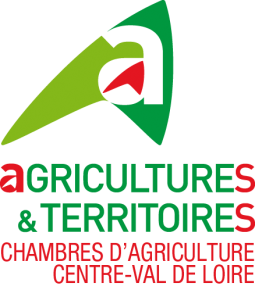 a
aGRICULTURES
& TERRITOIRES
CHAMBRES D'AGRICULTURE
CENTRE-VAL DE LOIRE